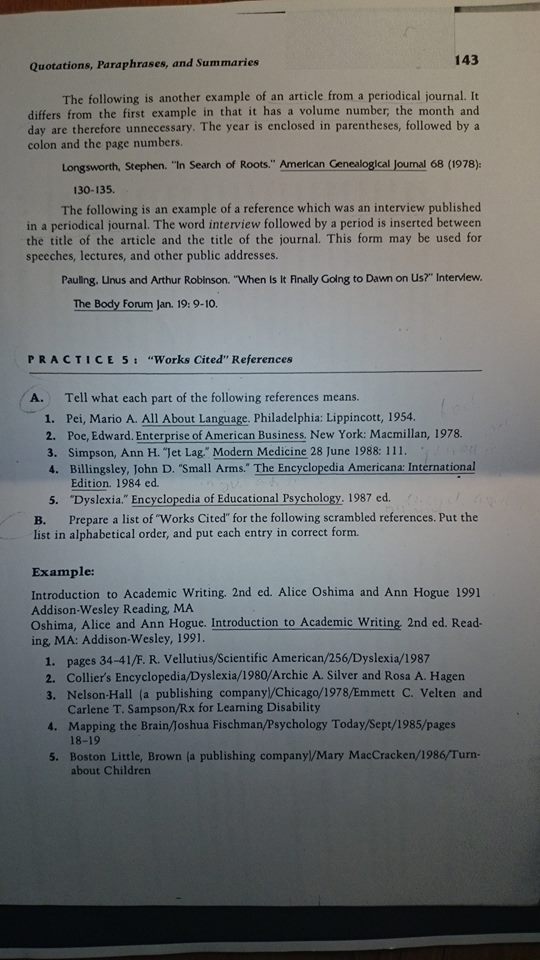 Quotations, Paraphrases, and Summaries 143
The following is another example of an article from a periodical journal. It
differs from the first example in that it has a volume number; the month and
day are therefore unnecessary. The year is enclosed in parentheses, followed by a
colon and the page numbers.
Longsworth, Stephen. "In Search of Roots." American Genealogical Journal 68 (1978):
130-135.
The following is an example of a reference which was an interview published
in a periodical journal. The word interview followed by a period is inserted between
the title of the article and the title of the journal. This form may be used for
speeches, lectures, and other public addresses.
Pauling, Linus and Arthur Robinson. "When Is It Finally Going to Dawn on Us?" Interview.
The Body Forum Jan. 19: 9-10.
PRACTICE 5: "Works Cited" References
A. Tell what each part of the following references means.
1. Pei, Mario A. All About Language. Philadelphia: Lippincott, 1954.
2. Poe, Edward. Enterprise of American Business. New York: Macmillan, 1978.
3. Simpson, Ann H. "Jet Lag." Modern Medicine 28 June 1988: 111.
4. Billingsley, John D. "Small Arms." The Encyclopedia Americana: International
Edition. 1984 ed.
5. "Dyslexia." Encyclopedia of Educational Psychology. 1987 ed.
B. Prepare a list of "Works Cited" for the following scrambled references. Put the
list in alphabetical order, and put each entry in correct form.
Example:
Introduction to Academic Writing. 2nd ed. Alice Oshima and Ann Hogue 1991
Addison-Wesley Reading, MA
Oshima, Alice and Ann Hogue. Introduction to Academic Writing. 2nd ed. Read-
ing, MA: Addison-Wesley, 1991.
1. pages 34-41/F. R. Vellutius/Scientific American/256/Dyslexia/1987
2. Collier's Encyclopedia/Dyslexia/1980/Archie A. Silver and Rosa A. Hagen
3. Nelson-Hall (a publishing company)/Chicago/1978/Emmett C. Velten and
Carlene T. Sampson/Rx for Learning Disability
4. Mapping the Brain/Joshua Fischman/Psychology Today/Sept/1985/pages
18-19
5. Boston Little, Brown (a publishing company)/Mary MacCracken/1986/Turn-
about Children